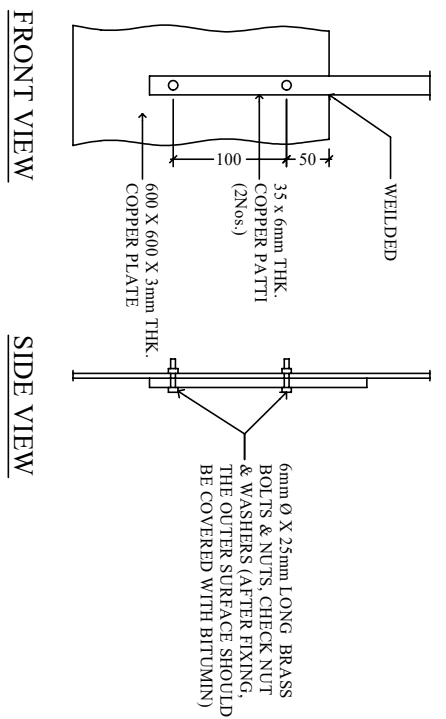 WEILDED
50
100
35 x 6mm THK.
COPPER PATTI
(2Nos.)
600 X 600 X 3mm THK.
COPPER PLATE
FRONT VIEW
6mm Ø X 25mm LONG BRASS
BOLTS & NUTS, CHECK NUT
& WASHERS (AFTER FIXING,
THE OUTER SURFACE SHOULD
BE COVERED WITH BITUMIN)
SIDE VIEW